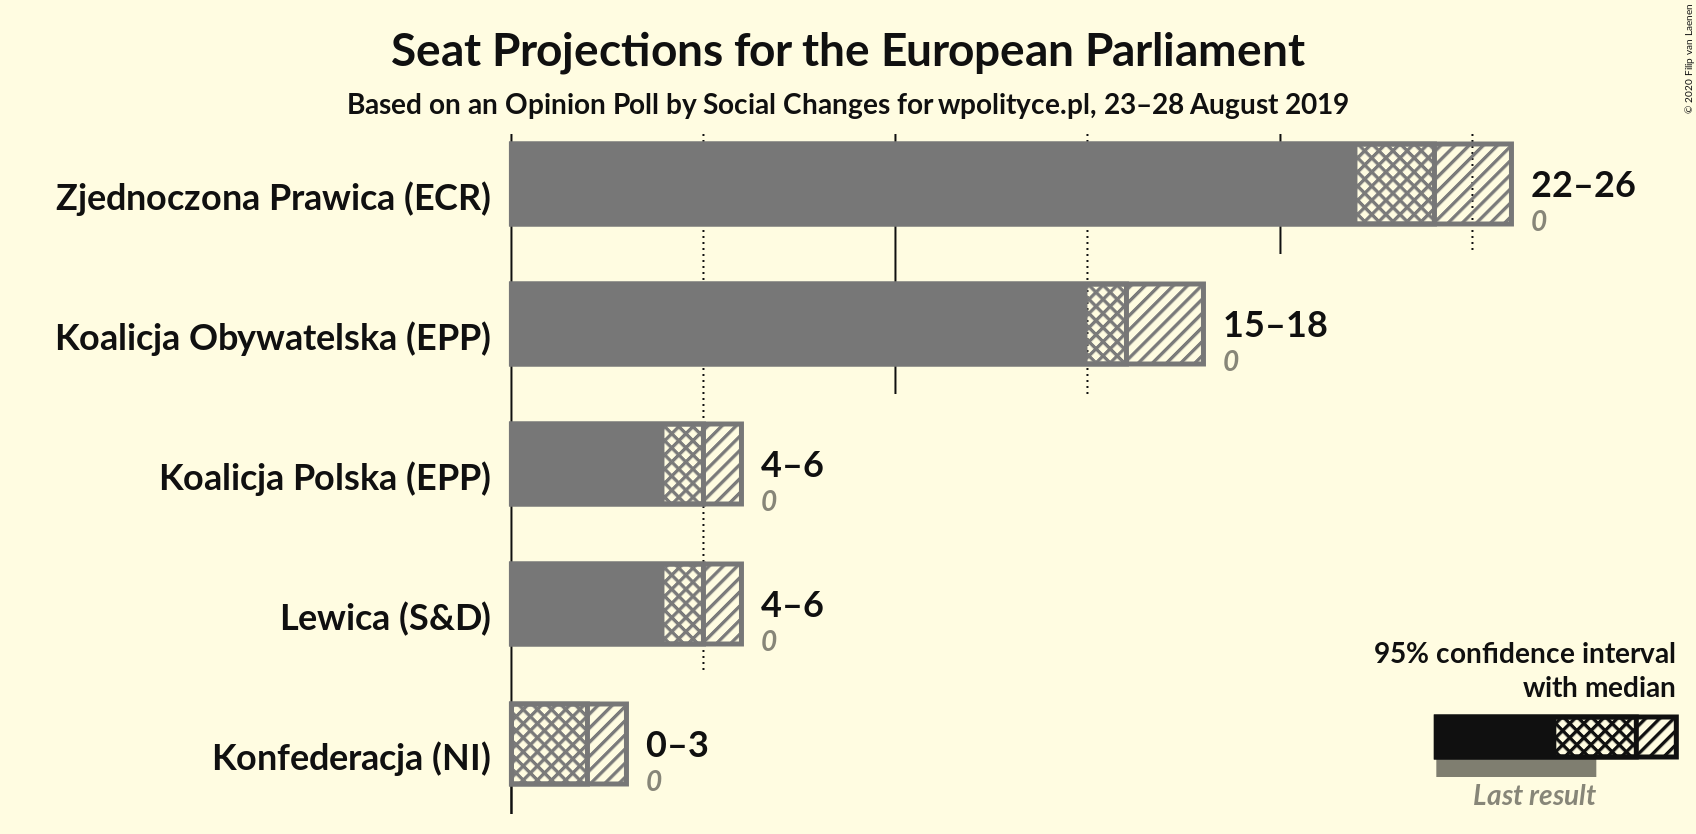 Seat Projections for the European Parliament
Based on an Opinion Poll by Social Changes for wpolityce.pl, 23–28 August 2019
© 2020 Filip van Laenen
Zjednoczona Prawica (ECR)
22–26
0
Koalicja Obywatelska (EPP)
15–18
0
Koalicja Polska (EPP)
4–6
0
Lewica (S&D)
4–6
0
Konfederacja (NI)
0–3
0
95% confidence interval
with median
Last result